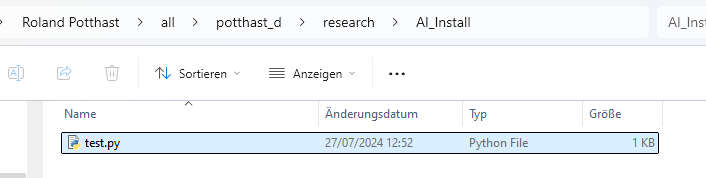 Roland Potthast > all > potthast_d > research > AI_Install
AI_Inst
Sortieren Anzeigen ...
Name Änderungsdatum Typ Größe
test.py 27/07/2024 12:52 Python File 1 KB